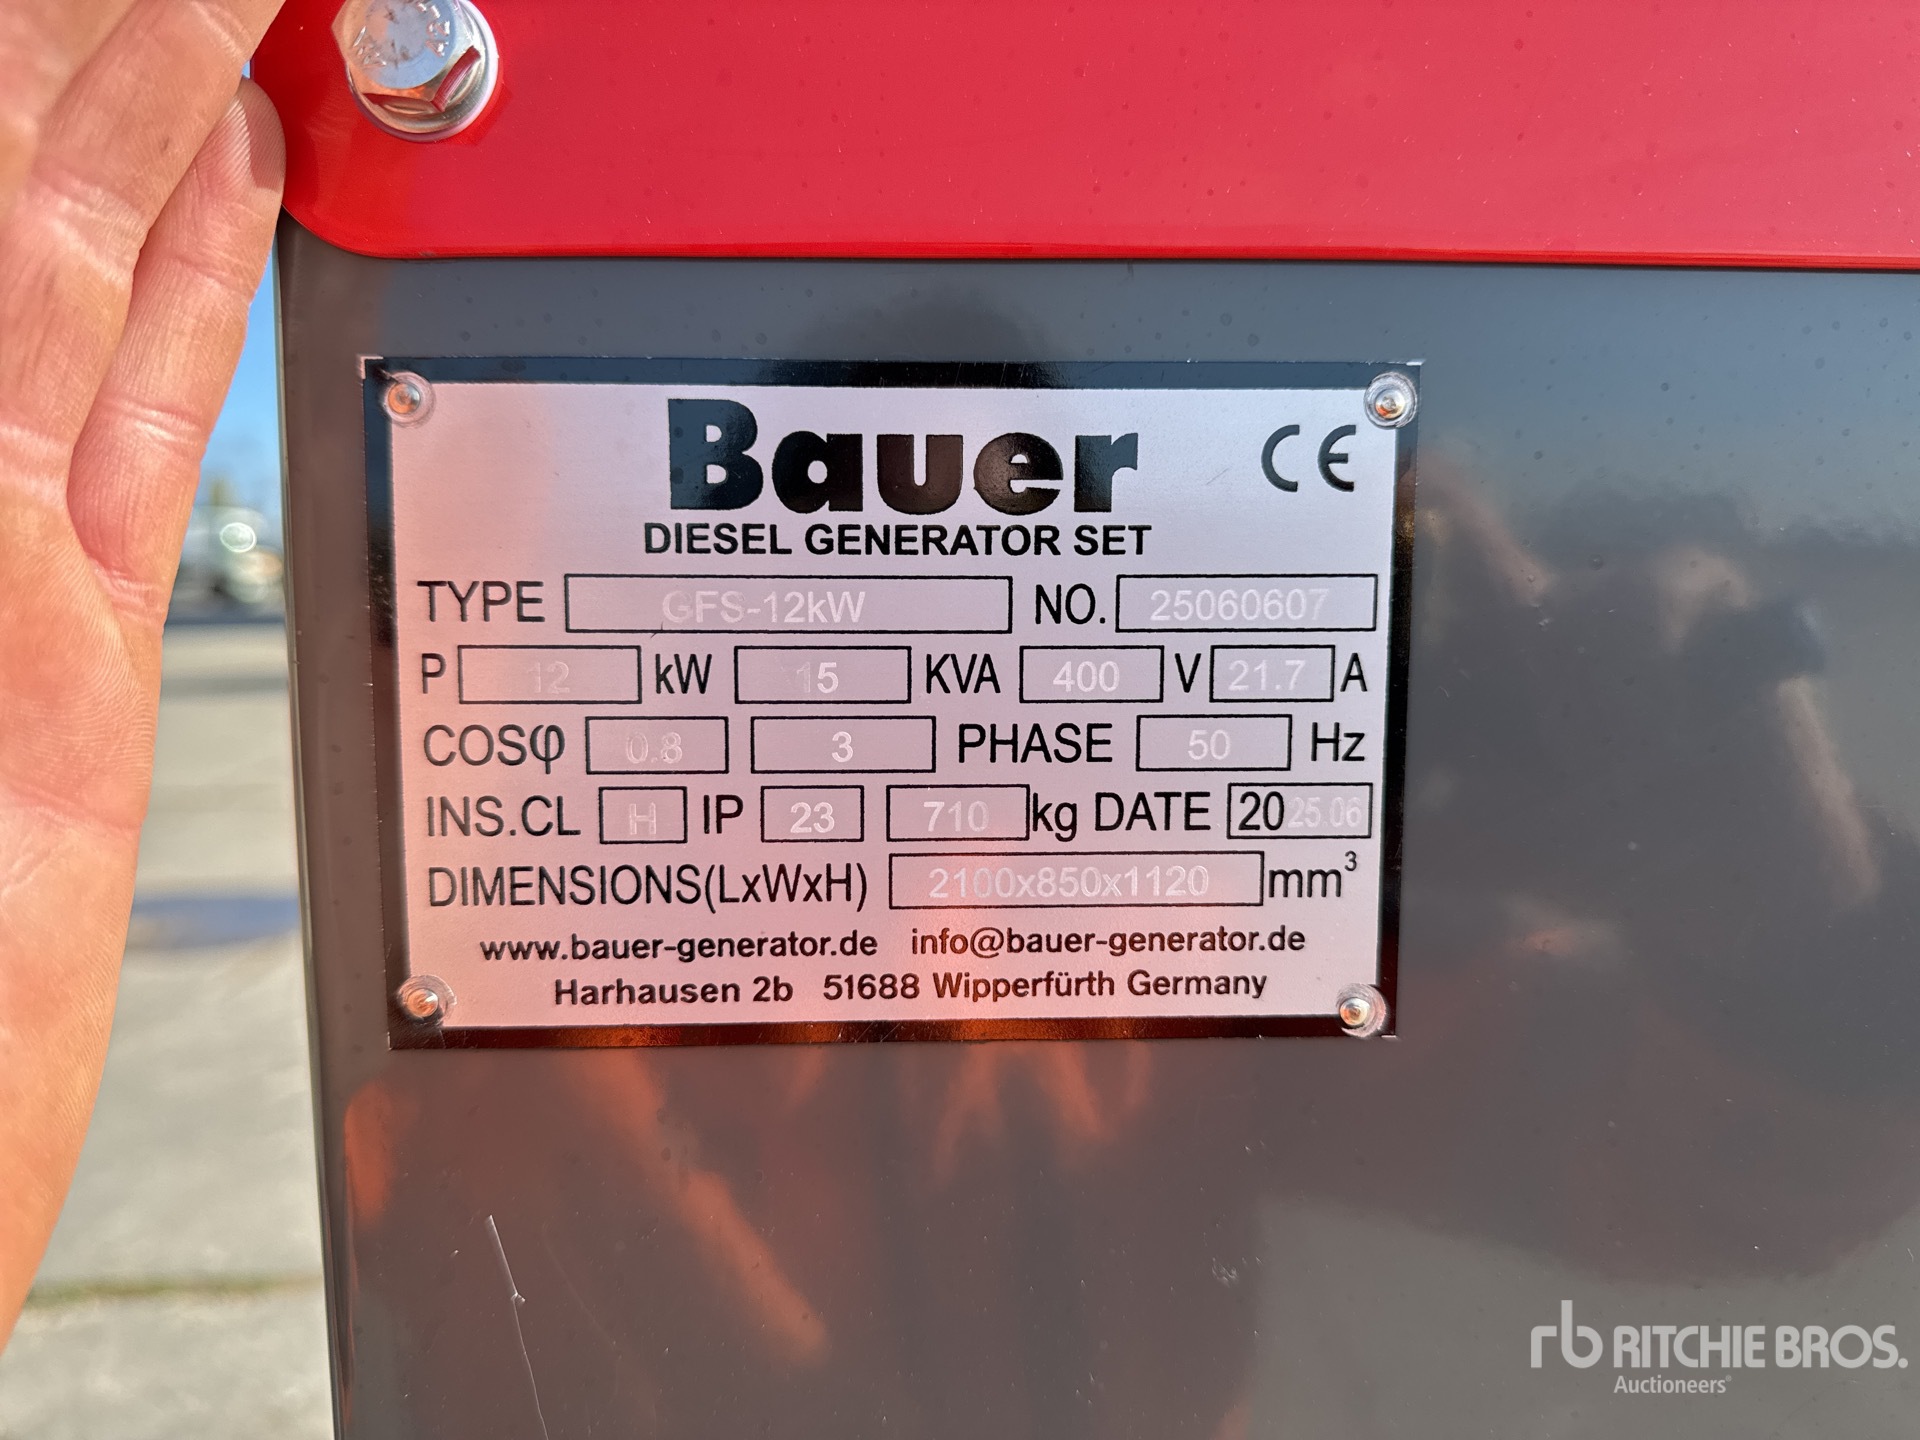 Bauer CE
DIESEL GENERATOR SET
TYPE GFS-12kW NO. 25060607
P 12 kW 15 KVA 400 V 21.7 A
COSφ 0.8 3 PHASE 50 Hz
INS.CL H IP 23 710 kg DATE 2025.06
DIMENSIONS(LxWxH) 2100x850x1120 mm³
www.bauer-generator.de info@bauer-generator.de
Harhausen 2b 51688 Wipperfürth Germany
rb RITCHIE BROS.
Auctioneers